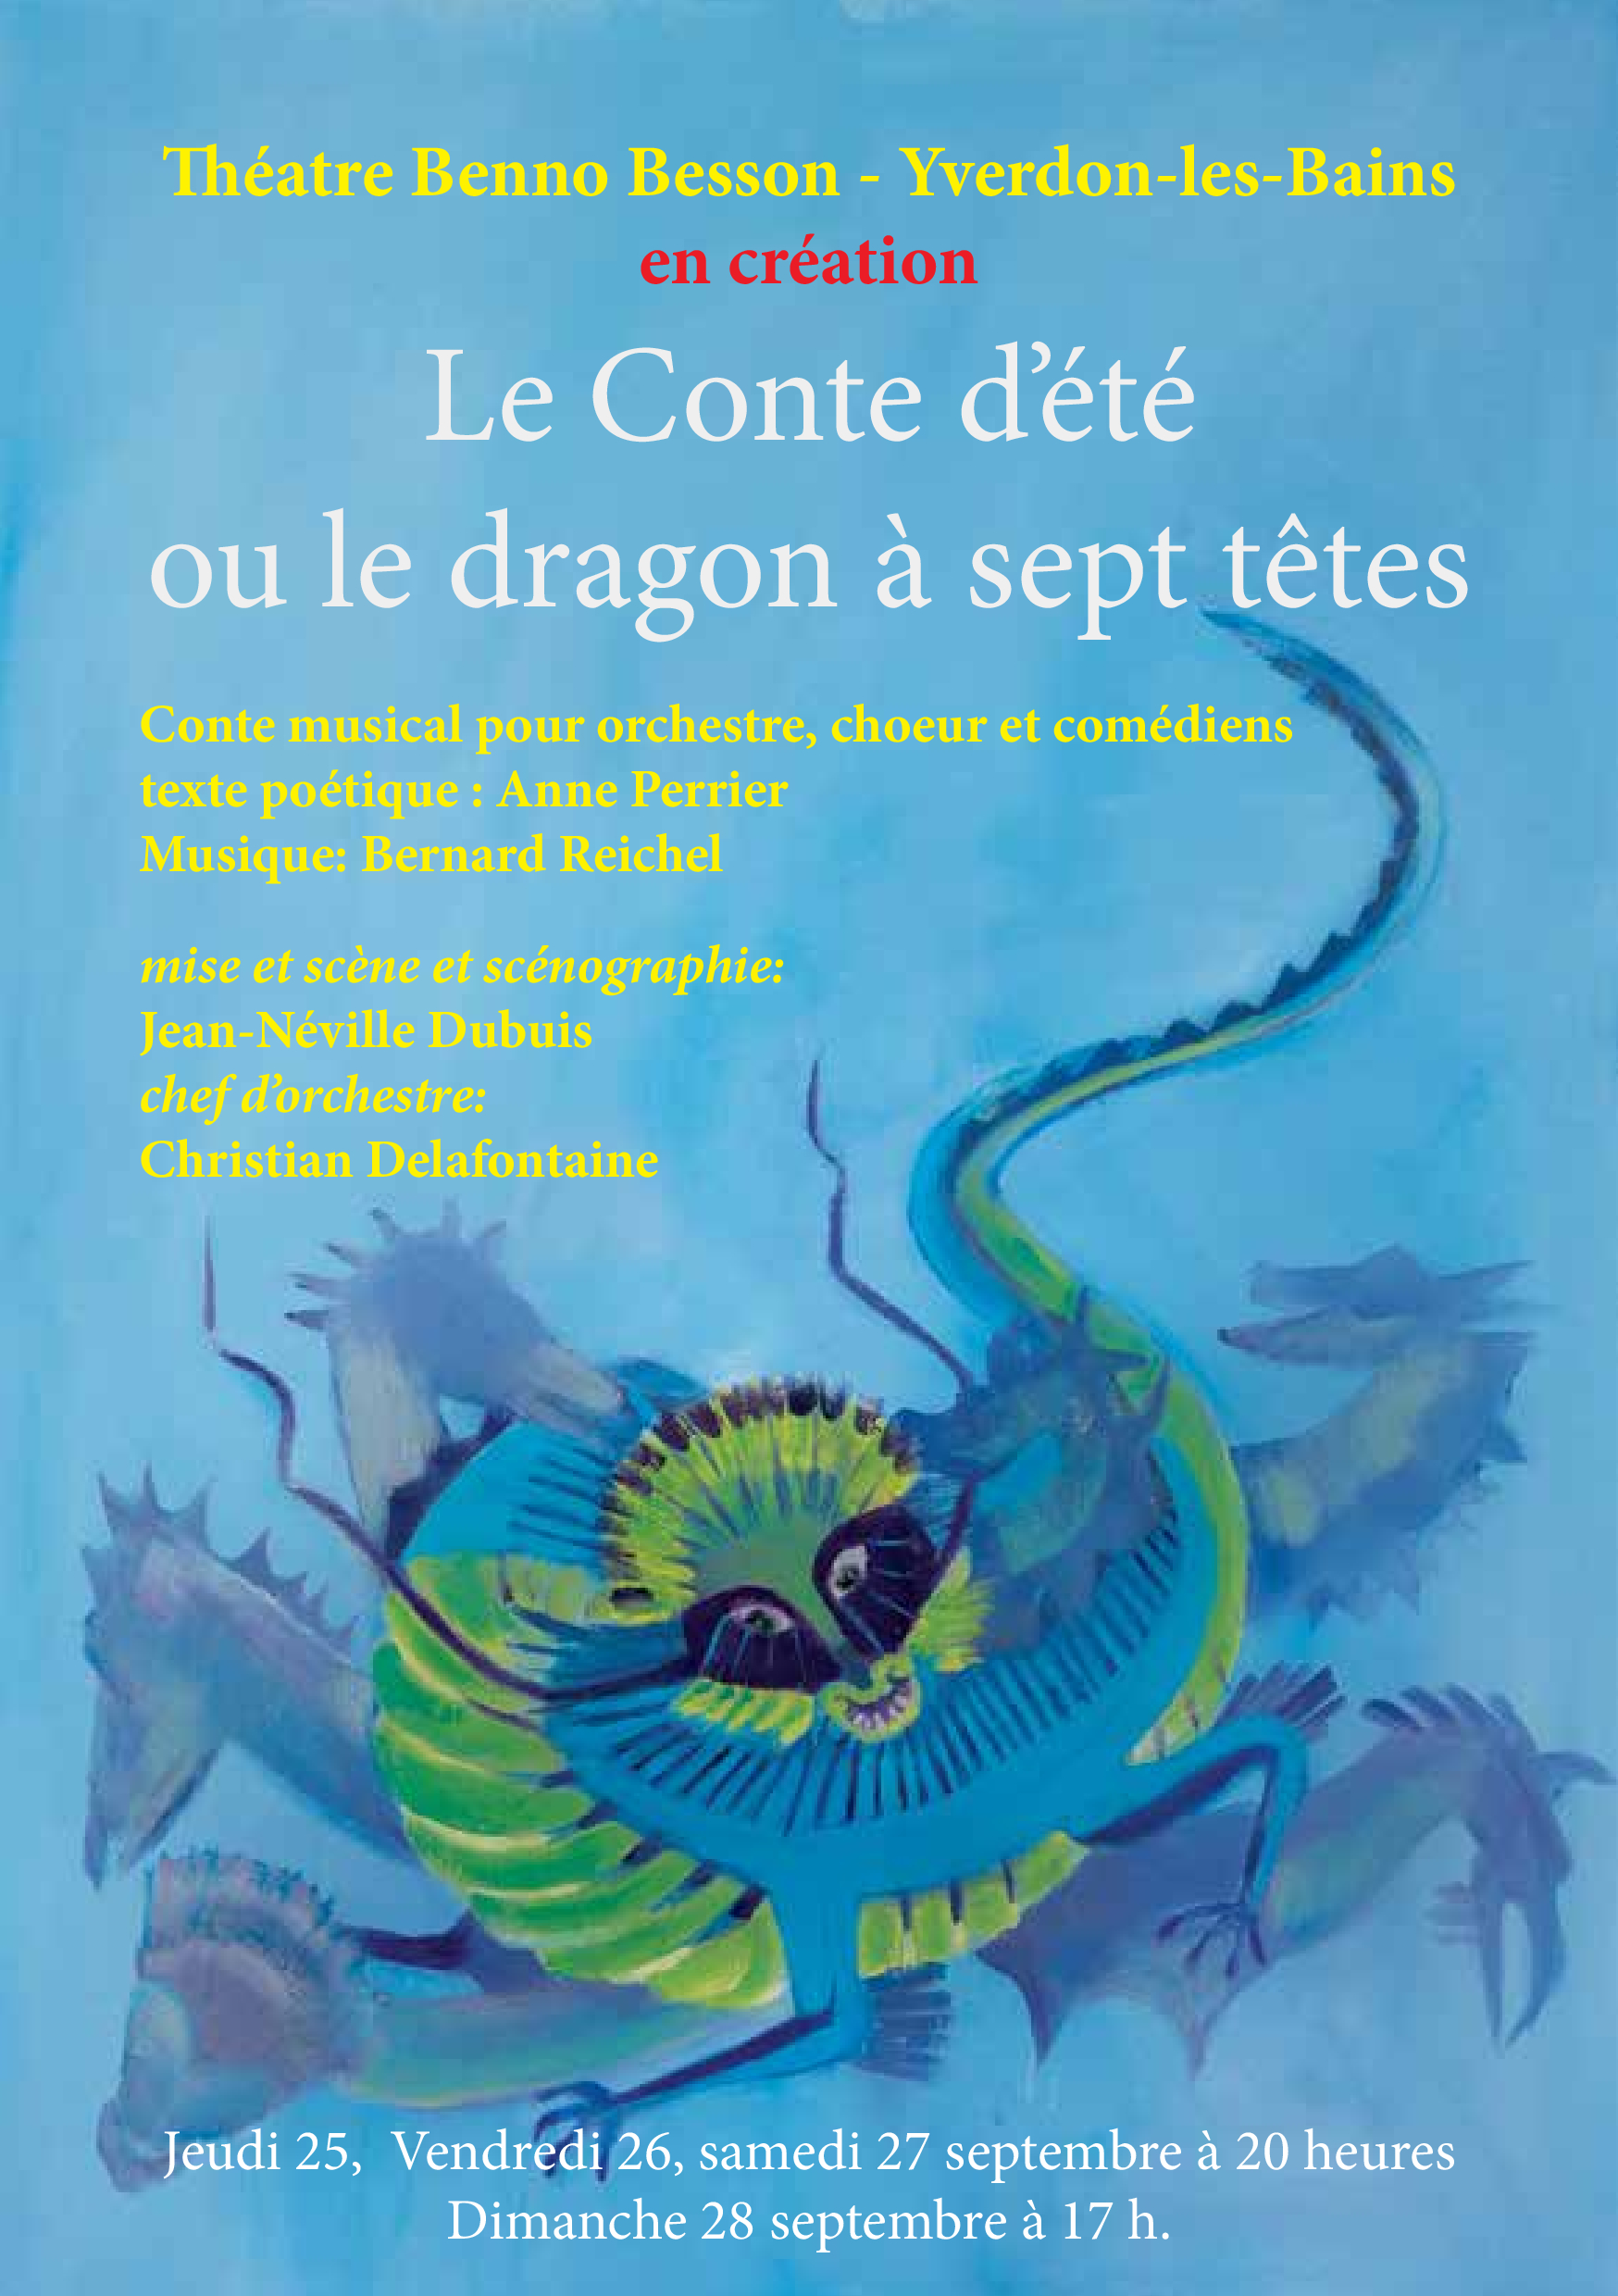 Théatre Benno Besson - Yverdon-les-Bains
en création
Le Conte d’été
ou le dragon à sept têtes
Conte musical pour orchestre, choeur et comédiens
texte poétique : Anne Perrier
Musique: Bernard Reichel
mise et scène et scénographie:
Jean-Néville Dubuis
chef d’orchestre:
Christian Delafontaine
Jeudi 25,  Vendredi 26, samedi 27 septembre à 20 heures
Dimanche 28 septembre à 17 h.